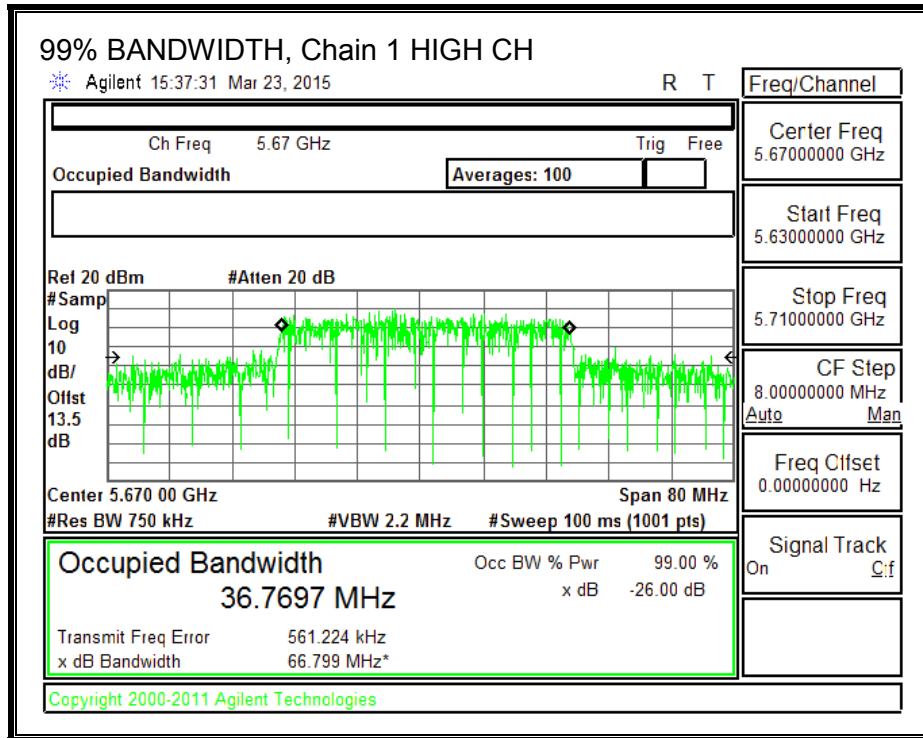 99% BANDWIDTH, Chain 1 HIGH CH
Agilent 15:37:31 Mar 23, 2015 R T
Freq/Channel
Ch Freq 5.67 GHz Trig Free
Occupied Bandwidth Averages: 100
Center Freq
5.67000000 GHz
Start Freq
5.63000000 GHz
Stop Freq
5.71000000 GHz
CF Step
8.00000000 MHz
Auto Man
Freq Offset
0.00000000 Hz
Signal Track
On Off
Ref 20 dBm #Atten 20 dB
#Samp
Log
10
dB/
Offst
13.5
dB
Center 5.670 00 GHz Span 80 MHz
#Res BW 750 kHz #VBW 2.2 MHz #Sweep 100 ms (1001 pts)
Occupied Bandwidth
36.7697 MHz
Occ BW % Pwr 99.00 %
x dB -26.00 dB
Transmit Freq Error 561.224 kHz
x dB Bandwidth 66.799 MHz*
Copyright 2000-2011 Agilent Technologies